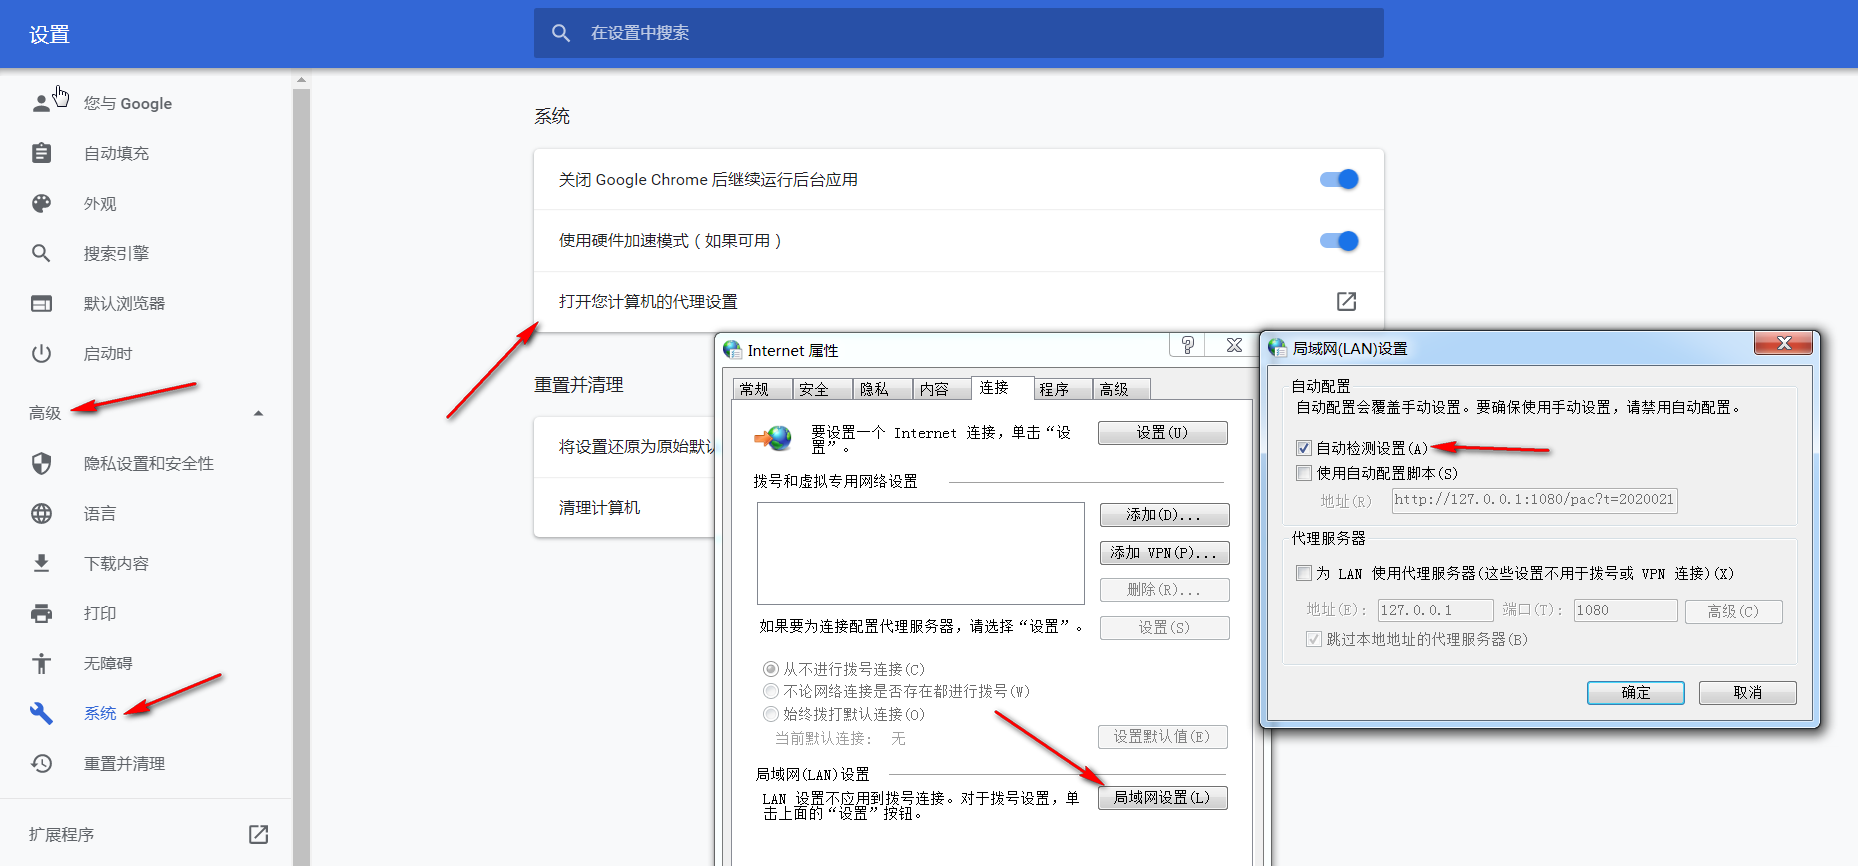 设置
在设置中搜索
您与 Google
自动填充
外观
搜索引擎
默认浏览器
启动时
高级
隐私设置和安全性
语言
下载内容
打印
无障碍
系统
重置并清理
扩展程序
系统
关闭 Google Chrome 后继续运行后台应用
使用硬件加速模式（如果可用）
打开您计算机的代理设置
重置并清理
将设置还原为原始默认
清理计算机
Internet 属性
常规 安全 隐私 内容 连接 程序 高级
要设置一个 Internet 连接，单击“设
置”。
设置(U)
拨号和虚拟专用网络设置
添加(D)...
添加 VPN(P)...
删除(R)...
如果要为连接配置代理服务器，请选择“设置”。
设置(S)
从不进行拨号连接(C)
不论网络连接是否存在都进行拨号(W)
始终拨打默认连接(O)
当前默认连接： 无
设置默认值(E)
局域网(LAN)设置
LAN 设置不应用到拨号连接。对于拨号设置，单
击上面的“设置”按钮。
局域网设置(L)
局域网(LAN)设置
自动配置
自动配置会覆盖手动设置。要确保使用手动设置，请禁用自动配置。
自动检测设置(A)
使用自动配置脚本(S)
地址(R) http://127.0.0.1:1080/pac?t=2020021
代理服务器
为 LAN 使用代理服务器(这些设置不用于拨号或 VPN 连接)(X)
地址(E): 127.0.0.1 端口(T): 1080 高级(C)
跳过本地地址的代理服务器(B)
确定 取消